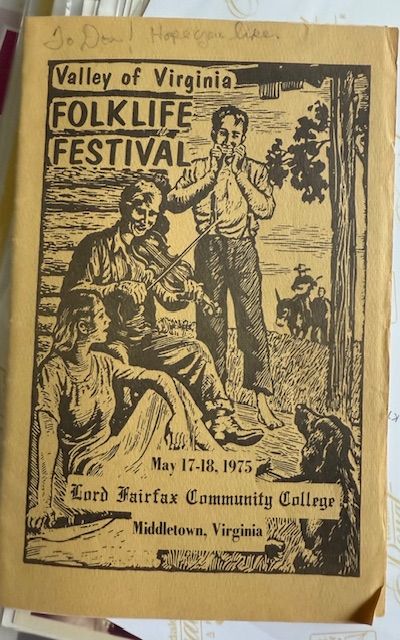 To Don! Hope you like.
Valley of Virginia
FOLKLIFE
FESTIVAL
May 17-18, 1975
Lord Fairfax Community College
Middletown, Virginia